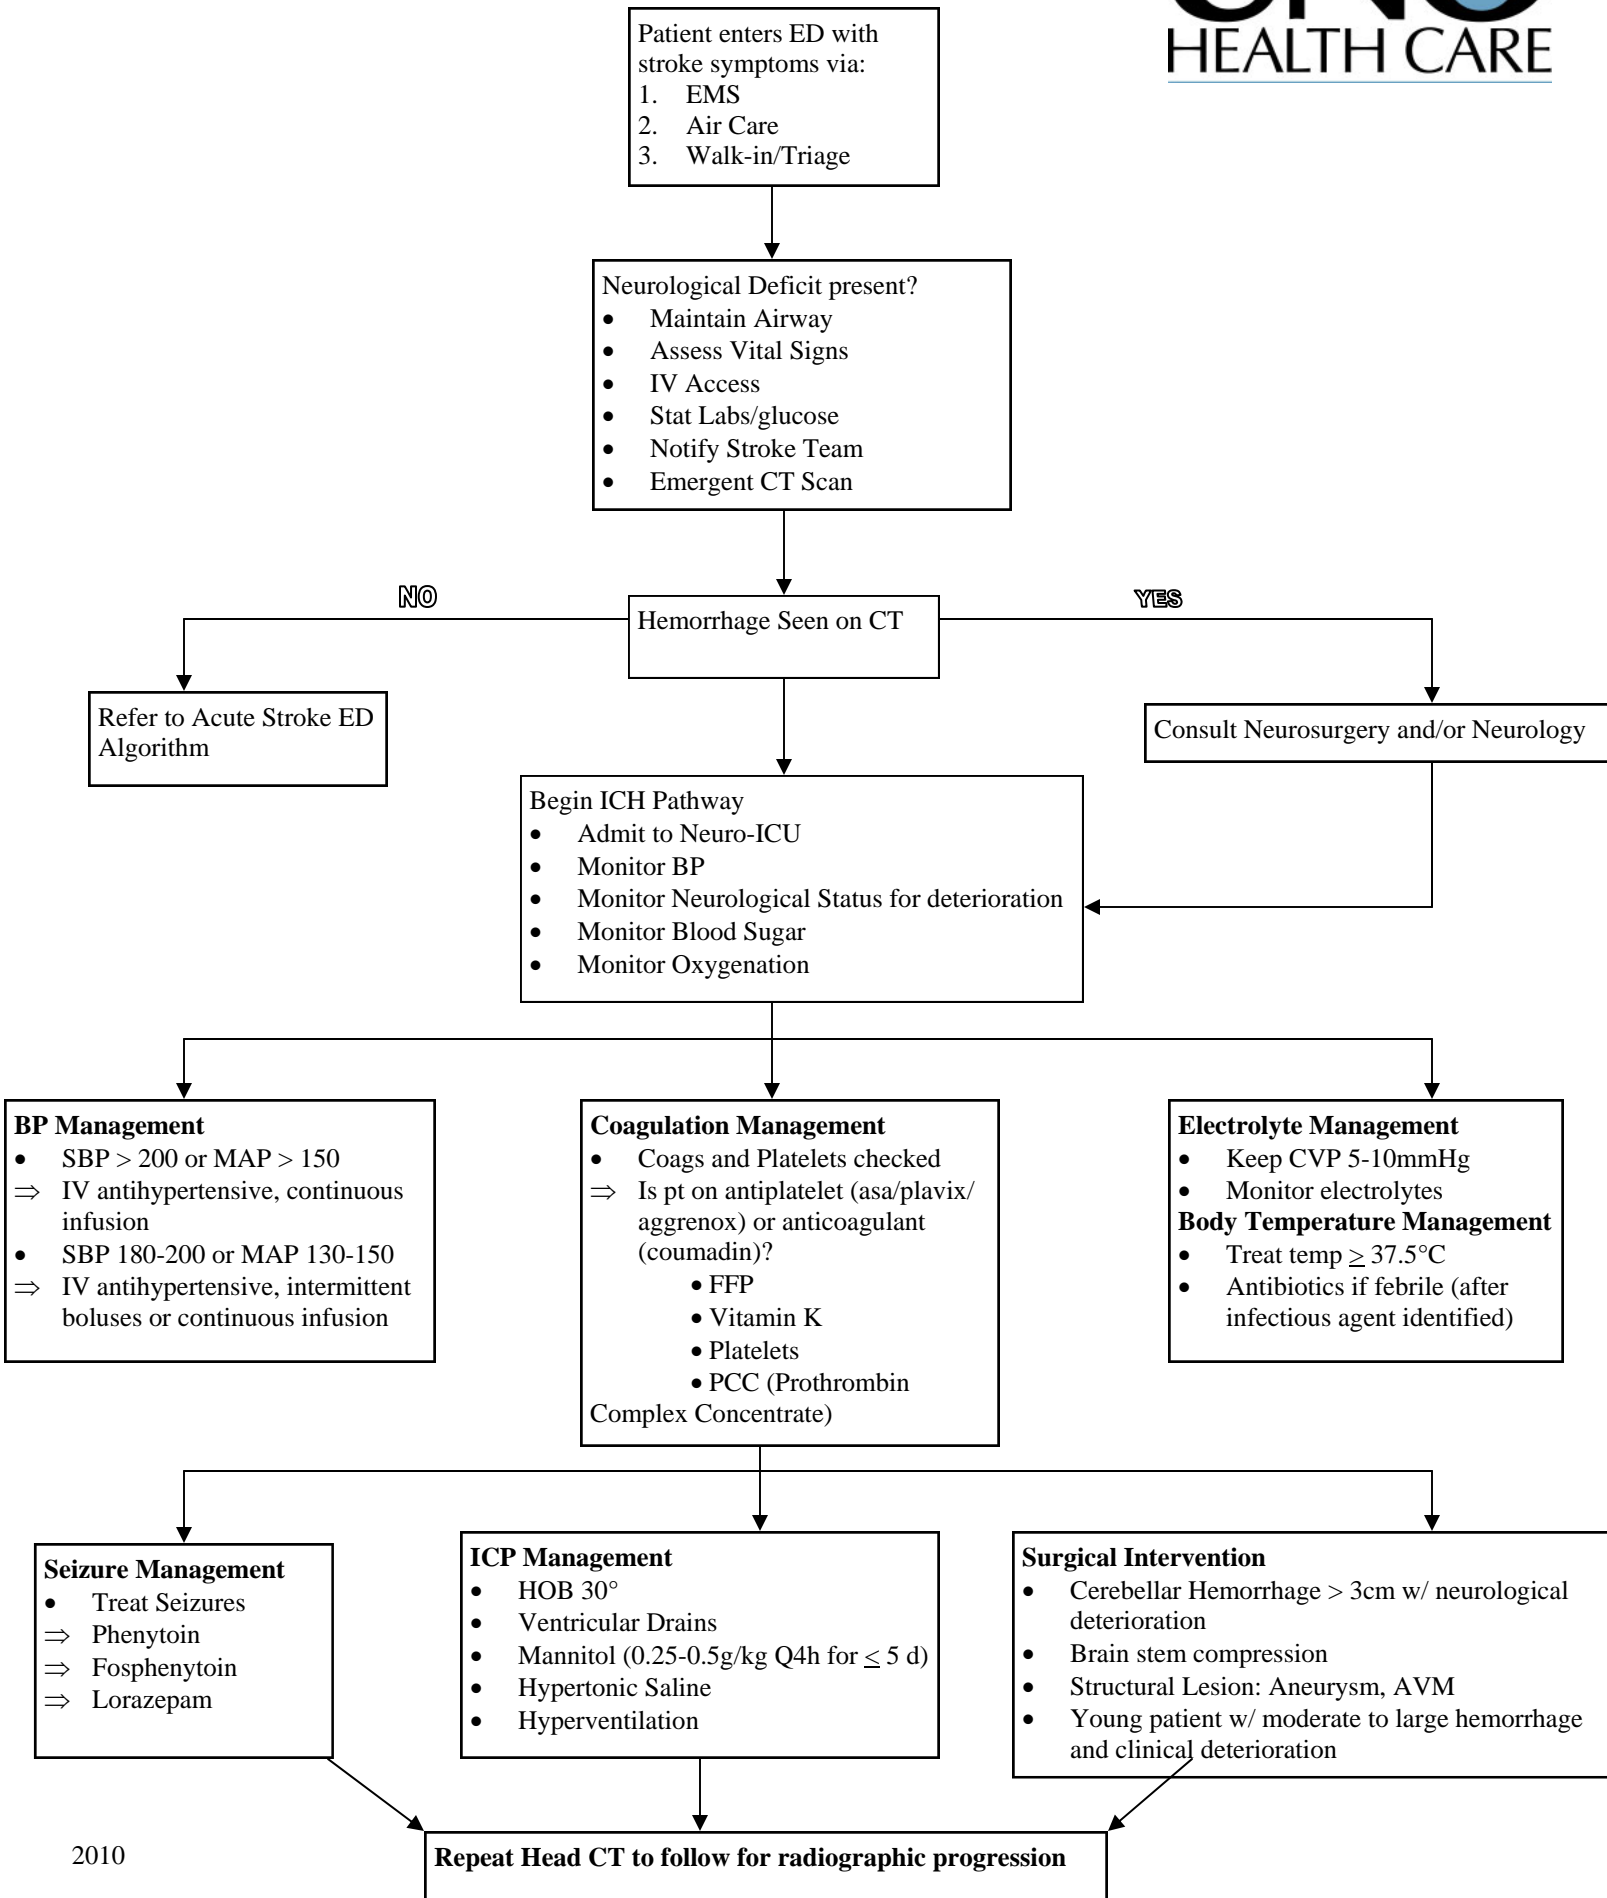 HEALTH CARE
Patient enters ED with
stroke symptoms via:
1. EMS
2. Air Care
3. Walk-in/Triage
Neurological Deficit present?
• Maintain Airway
• Assess Vital Signs
• IV Access
• Stat Labs/glucose
• Notify Stroke Team
• Emergent CT Scan
NO
YES
Hemorrhage Seen on CT
Refer to Acute Stroke ED
Algorithm
Consult Neurosurgery and/or Neurology
Begin ICH Pathway
• Admit to Neuro-ICU
• Monitor BP
• Monitor Neurological Status for deterioration
• Monitor Blood Sugar
• Monitor Oxygenation
BP Management
• SBP > 200 or MAP > 150
⇒ IV antihypertensive, continuous
infusion
• SBP 180-200 or MAP 130-150
⇒ IV antihypertensive, intermittent
boluses or continuous infusion
Coagulation Management
• Coags and Platelets checked
⇒ Is pt on antiplatelet (asa/plavix/
aggrenox) or anticoagulant
(coumadin)?
• FFP
• Vitamin K
• Platelets
• PCC (Prothrombin
Complex Concentrate)
Electrolyte Management
• Keep CVP 5-10mmHg
• Monitor electrolytes
Body Temperature Management
• Treat temp ≥ 37.5°C
• Antibiotics if febrile (after
infectious agent identified)
Seizure Management
• Treat Seizures
⇒ Phenytoin
⇒ Fosphenytoin
⇒ Lorazepam
ICP Management
• HOB 30°
• Ventricular Drains
• Mannitol (0.25-0.5g/kg Q4h for ≤ 5 d)
• Hypertonic Saline
• Hyperventilation
Surgical Intervention
• Cerebellar Hemorrhage > 3cm w/ neurological
deterioration
• Brain stem compression
• Structural Lesion: Aneurysm, AVM
• Young patient w/ moderate to large hemorrhage
and clinical deterioration
2010
Repeat Head CT to follow for radiographic progression